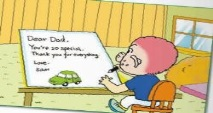 Dear Dad,
You're so special.
Thank you for everything.
Love,